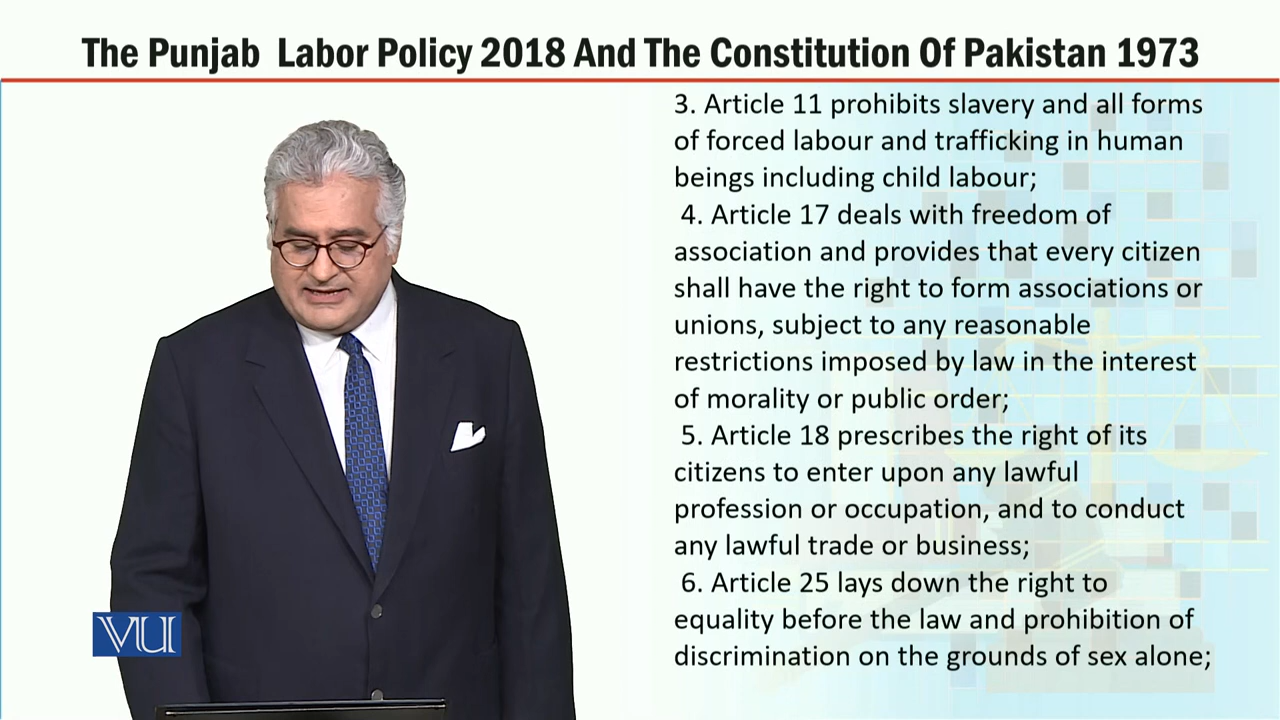 The Punjab  Labor Policy 2018 And The Constitution Of Pakistan 1973
3. Article 11 prohibits slavery and all forms
of forced labour and trafficking in human
beings including child labour;
4. Article 17 deals with freedom of
association and provides that every citizen
shall have the right to form associations or
unions, subject to any reasonable
restrictions imposed by law in the interest
of morality or public order;
5. Article 18 prescribes the right of its
citizens to enter upon any lawful
profession or occupation, and to conduct
any lawful trade or business;
6. Article 25 lays down the right to
equality before the law and prohibition of
discrimination on the grounds of sex alone;
VU